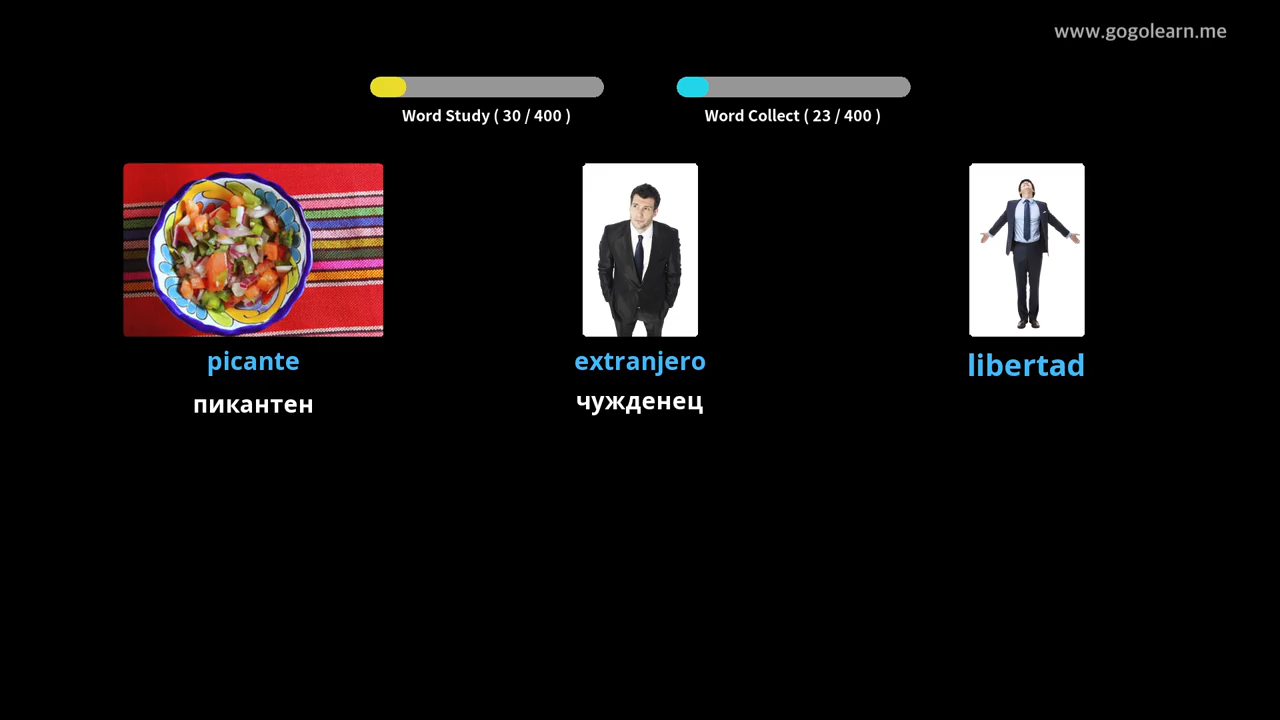 www.gogolearn.me
Word Study ( 30 / 400 )
Word Collect ( 23 / 400 )
picante
extranjero
libertad
пикантен
чужденец